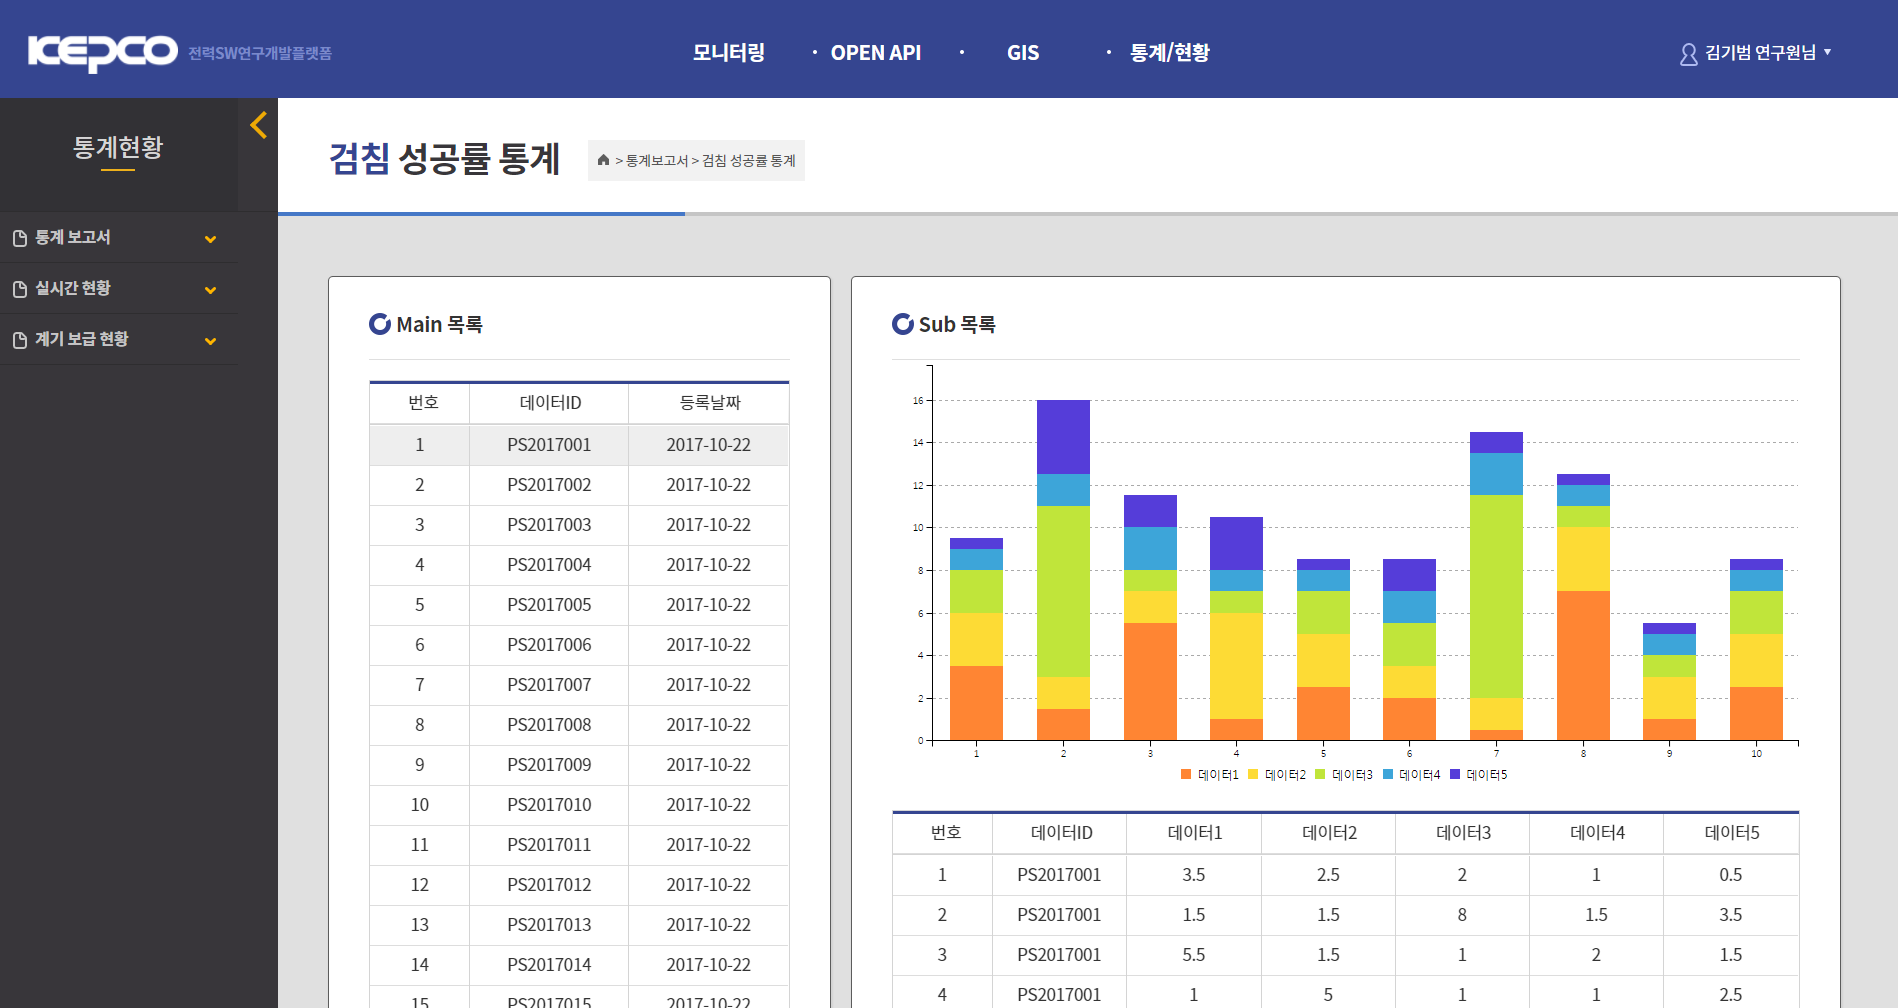 KEPCO 전력SW연구개발플랫폼
모니터링 · OPEN API · GIS · 통계/현황
김기범 연구원님 ▼
통계현황
통계 보고서
실시간 현황
계기 보급 현황
검침 성공률 통계
> 통계보고서 > 검침 성공률 통계
Main 목록
번호 데이터ID 등록날짜
1 PS2017001 2017-10-22
2 PS2017002 2017-10-22
3 PS2017003 2017-10-22
4 PS2017004 2017-10-22
5 PS2017005 2017-10-22
6 PS2017006 2017-10-22
7 PS2017007 2017-10-22
8 PS2017008 2017-10-22
9 PS2017009 2017-10-22
10 PS2017010 2017-10-22
11 PS2017011 2017-10-22
12 PS2017012 2017-10-22
13 PS2017013 2017-10-22
14 PS2017014 2017-10-22
15 PS2017015 2017-10-22
Sub 목록
16
14
12
10
8
6
4
2
0
1 2 3 4 5 6 7 8 9 10
데이터1 데이터2 데이터3 데이터4 데이터5
번호 데이터ID 데이터1 데이터2 데이터3 데이터4 데이터5
1 PS2017001 3.5 2.5 2 1 0.5
2 PS2017001 1.5 1.5 8 1.5 3.5
3 PS2017001 5.5 1.5 1 2 1.5
4 PS2017001 1 5 1 1 2.5